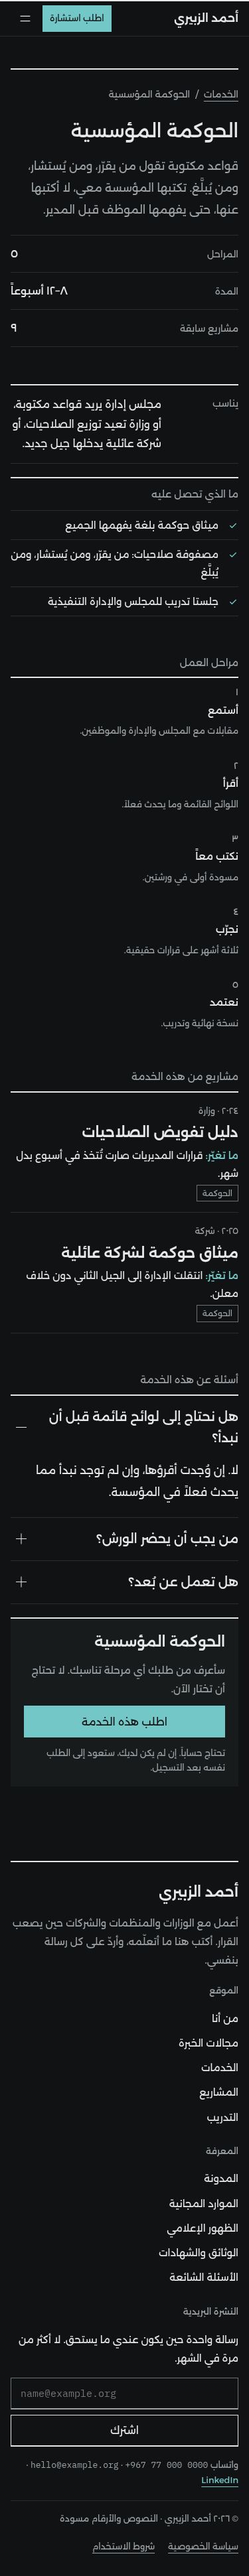 أحمد الزبيري
اطلب استشارة
الخدمات / الحوكمة المؤسسية
الحوكمة المؤسسية
قواعد مكتوبة تقول من يقرّر، ومن يُستشار،
ومن يُبلَّغ. تكتبها المؤسسة معي، لا أكتبها
عنها، حتى يفهمها الموظف قبل المدير.
المراحل ٥
المدة ٨–١٢ أسبوعاً
مشاريع سابقة ٩
يناسب
مجلس إدارة يريد قواعد مكتوبة،
أو وزارة تعيد توزيع الصلاحيات، أو
شركة عائلية يدخلها جيل جديد.
ما الذي تحصل عليه
ميثاق حوكمة بلغة يفهمها الجميع
مصفوفة صلاحيات: من يقرّر، ومن يُستشار، ومن
يُبلَّغ
جلستا تدريب للمجلس والإدارة التنفيذية
مراحل العمل
١
أستمع
مقابلات مع المجلس والإدارة والموظفين.
٢
أقرأ
اللوائح القائمة وما يحدث فعلاً.
٣
نكتب معاً
مسودة أولى في ورشتين.
٤
نجرّب
ثلاثة أشهر على قرارات حقيقية.
٥
نعتمد
نسخة نهائية وتدريب.
مشاريع من هذه الخدمة
٢٠٢٤ · وزارة
دليل تفويض الصلاحيات
ما تغيّر: قرارات المديريات صارت تُتخذ في أسبوع بدل
شهر.
الحوكمة
٢٠٢٥ · شركة
ميثاق حوكمة لشركة عائلية
ما تغيّر: انتقلت الإدارة إلى الجيل الثاني دون خلاف
معلن.
الحوكمة
أسئلة عن هذه الخدمة
هل نحتاج إلى لوائح قائمة قبل أن
نبدأ؟
لا. إن وُجدت أقرؤها، وإن لم توجد نبدأ مما
يحدث فعلاً في المؤسسة.
من يجب أن يحضر الورش؟
هل تعمل عن بُعد؟
الحوكمة المؤسسية
سأعرف من طلبك أي مرحلة تناسبك. لا تحتاج
أن تختار الآن.
اطلب هذه الخدمة
تحتاج حساباً. إن لم يكن لديك، ستعود إلى الطلب
نفسه بعد التسجيل.
أحمد الزبيري
أعمل مع الوزارات والمنظمات والشركات حين يصعب
القرار. أكتب هنا ما أتعلّمه، وأردّ على كل رسالة
بنفسي.
الموقع
من أنا
مجالات الخبرة
الخدمات
المشاريع
التدريب
المعرفة
المدونة
الموارد المجانية
الظهور الإعلامي
الوثائق والشهادات
الأسئلة الشائعة
النشرة البريدية
رسالة واحدة حين يكون عندي ما يستحق. لا أكثر من
مرة في الشهر.
name@example.org
اشترك
واتساب +967 77 000 0000 · hello@example.org ·
LinkedIn
© ٢٠٢٦ أحمد الزبيري · النصوص والأرقام مسودة
سياسة الخصوصية شروط الاستخدام